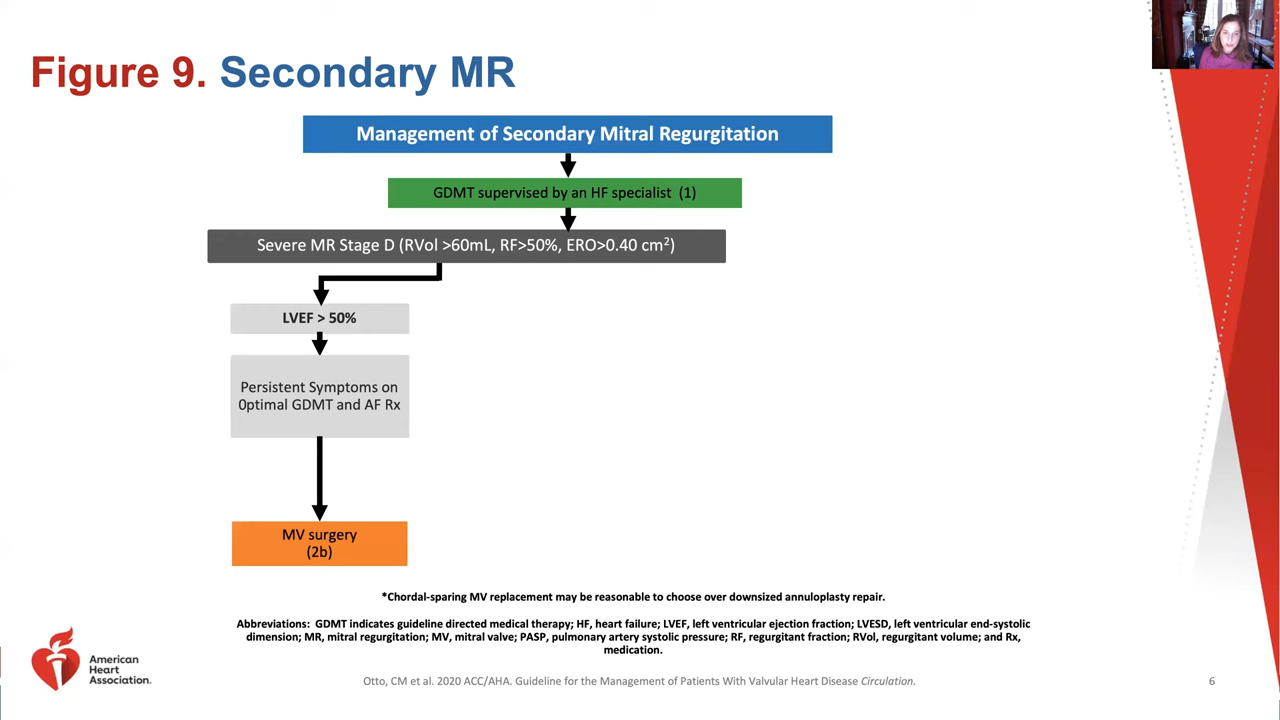 Figure 9. Secondary MR
Management of Secondary Mitral Regurgitation
GDMT supervised by an HF specialist (1)
Severe MR Stage D (RVol >60mL, RF>50%, ERO>0.40 cm²)
LVEF > 50%
Persistent Symptoms on
0ptimal GDMT and AF Rx
MV surgery
(2b)
*Chordal-sparing MV replacement may be reasonable to choose over downsized annuloplasty repair.
Abbreviations: GDMT indicates guideline directed medical therapy; HF, heart failure; LVEF, left ventricular ejection fraction; LVESD, left ventricular end-systolic
dimension; MR, mitral regurgitation; MV, mitral valve; PASP, pulmonary artery systolic pressure; RF, regurgitant fraction; RVol, regurgitant volume; and Rx,
medication.
American
Heart
Association.
Otto, CM et al. 2020 ACC/AHA. Guideline for the Management of Patients With Valvular Heart Disease Circulation.
6